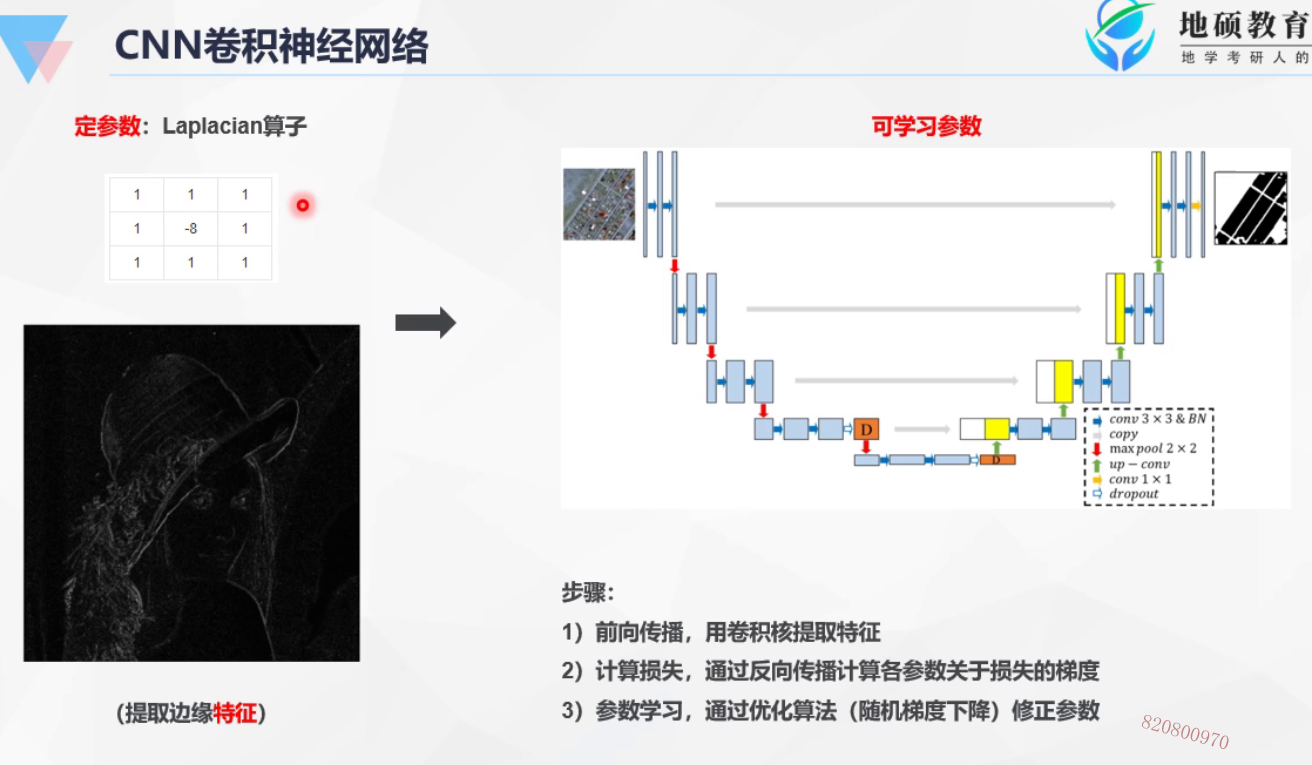 CNN卷积神经网络
地硕教育
地学考研人的
定参数：Laplacian算子
1 1 1
1 -8 1
1 1 1
(提取边缘特征)
可学习参数
D
D
conv 3 × 3 & BN
copy
max pool 2 × 2
up − conv
conv 1 × 1
dropout
步骤：
1）前向传播，用卷积核提取特征
2）计算损失，通过反向传播计算各参数关于损失的梯度
3）参数学习，通过优化算法（随机梯度下降）修正参数
820800970